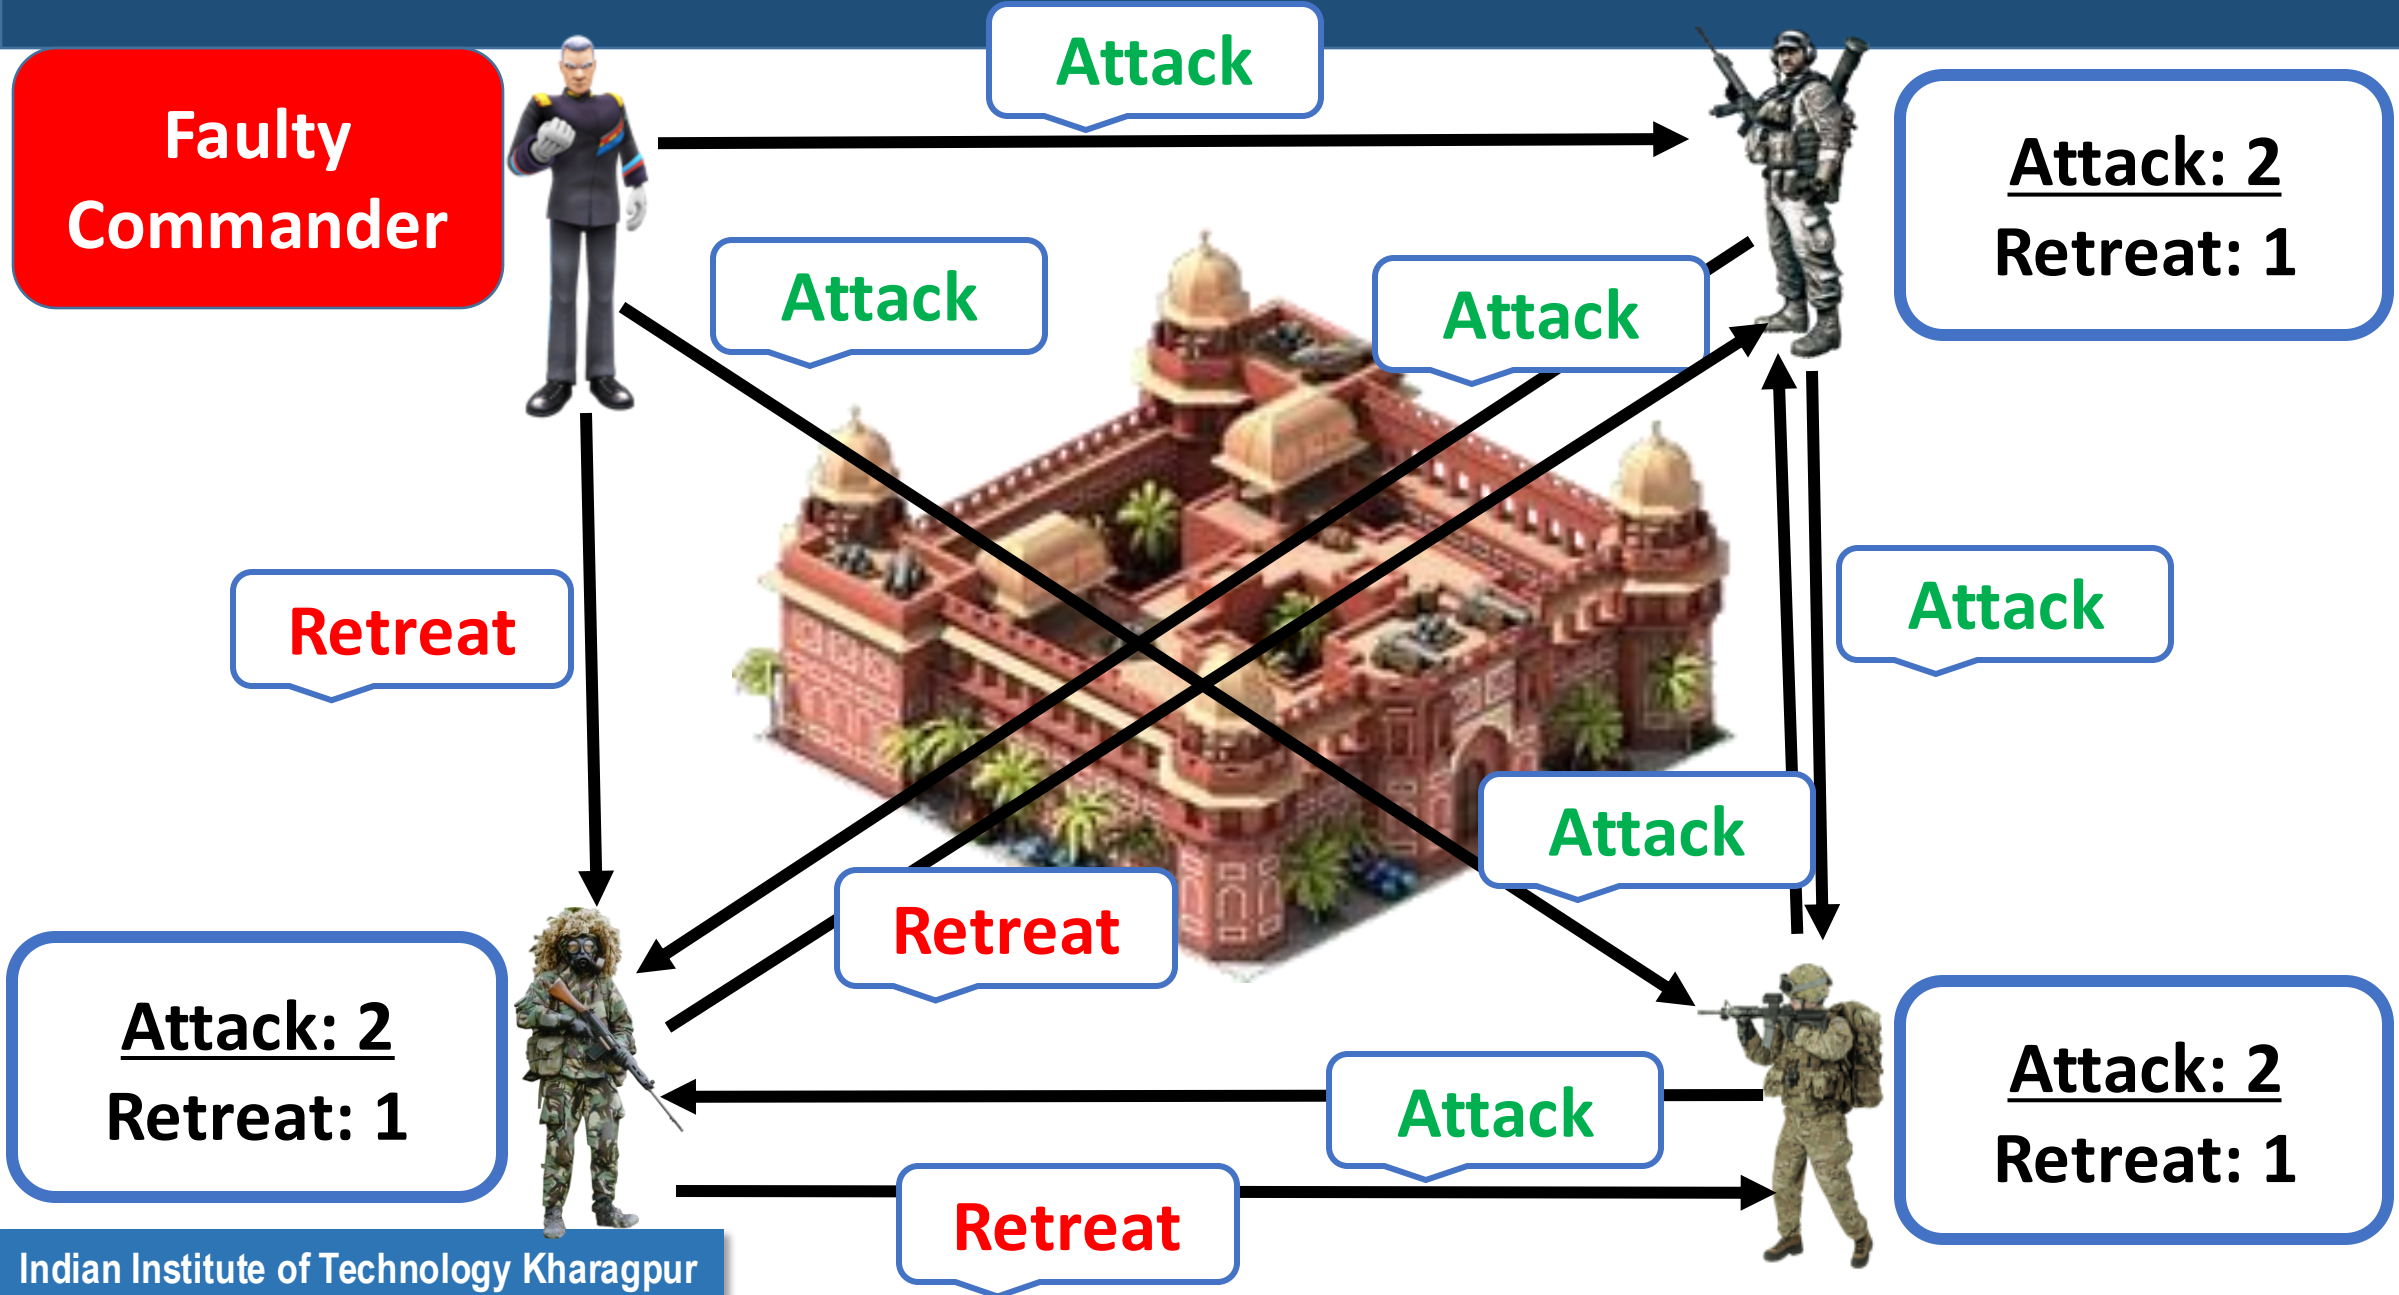 Attack
Faulty
Commander
Attack: 2
Retreat: 1
Attack
Attack
Retreat
Attack
Attack
Retreat
Attack: 2
Retreat: 1
Attack: 2
Retreat: 1
Attack
Retreat
Indian Institute of Technology Kharagpur